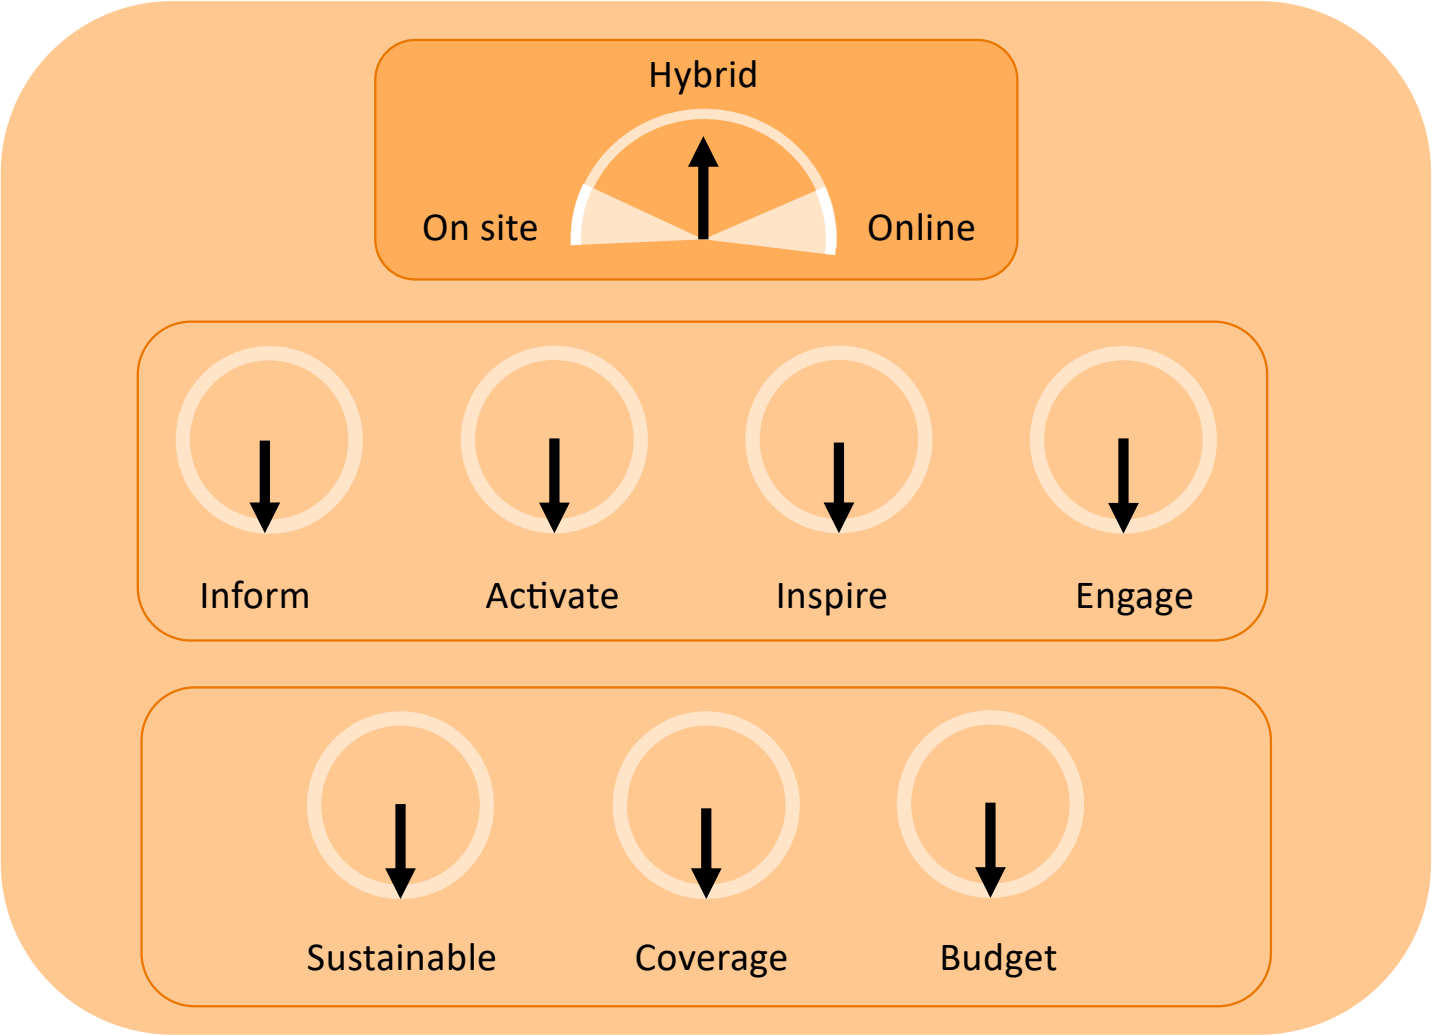 Hybrid
On site
Online
Inform
Activate
Inspire
Engage
Sustainable
Coverage
Budget